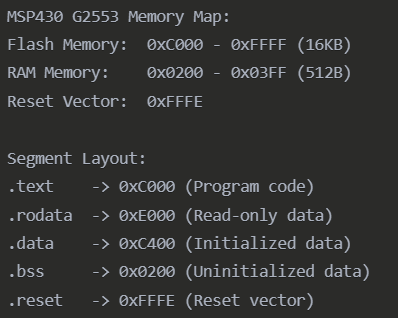 MSP430 G2553 Memory Map:
Flash Memory:  0xC000 - 0xFFFF (16KB)
RAM Memory:    0x0200 - 0x03FF (512B)
Reset Vector:  0xFFFE

Segment Layout:
.text    -> 0xC000 (Program code)
.rodata  -> 0xE000 (Read-only data)
.data    -> 0xC400 (Initialized data)
.bss     -> 0x0200 (Uninitialized data)
.reset   -> 0xFFFE (Reset vector)